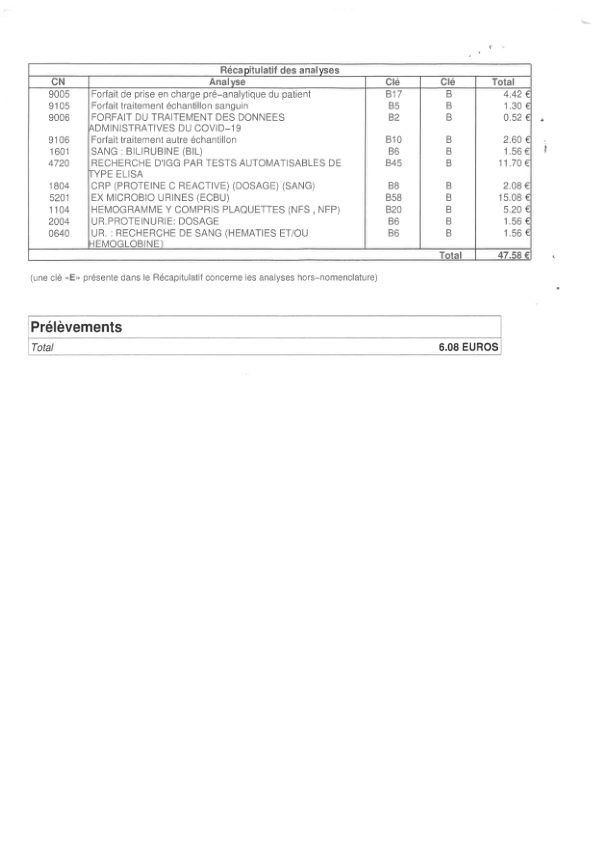 Récapitulatif des analyses
CN Analyse Clé Clé Total
9005 Forfait de prise en charge pré-analytique du patient B17 B 4.42 €
9105 Forfait traitement échantillon sanguin B5 B 1.30 €
9006 FORFAIT DU TRAITEMENT DES DONNEES B2 B 0.52 €
ADMINISTRATIVES DU COVID-19
9106 Forfait traitement autre échantillon B10 B 2.60 €
1601 SANG : BILIRUBINE (BIL) B6 B 1.56 €
4720 RECHERCHE D'IGG PAR TESTS AUTOMATISABLES DE B45 B 11.70 €
TYPE ELISA
1804 CRP (PROTEINE C REACTIVE) (DOSAGE) (SANG) B8 B 2.08 €
5201 EX MICROBIO URINES (ECBU) B58 B 15.08 €
1104 HEMOGRAMME Y COMPRIS PLAQUETTES (NFS , NFP) B20 B 5.20 €
2004 UR.PROTEINURIE: DOSAGE B6 B 1.56 €
0640 UR. : RECHERCHE DE SANG (HEMATIES ET/OU B6 B 1.56 €
HEMOGLOBINE)
Total 47.58 €
(une clé «E» présente dans le Récapitulatif concerne les analyses hors-nomenclature)
Prélèvements
Total 6.08 EUROS